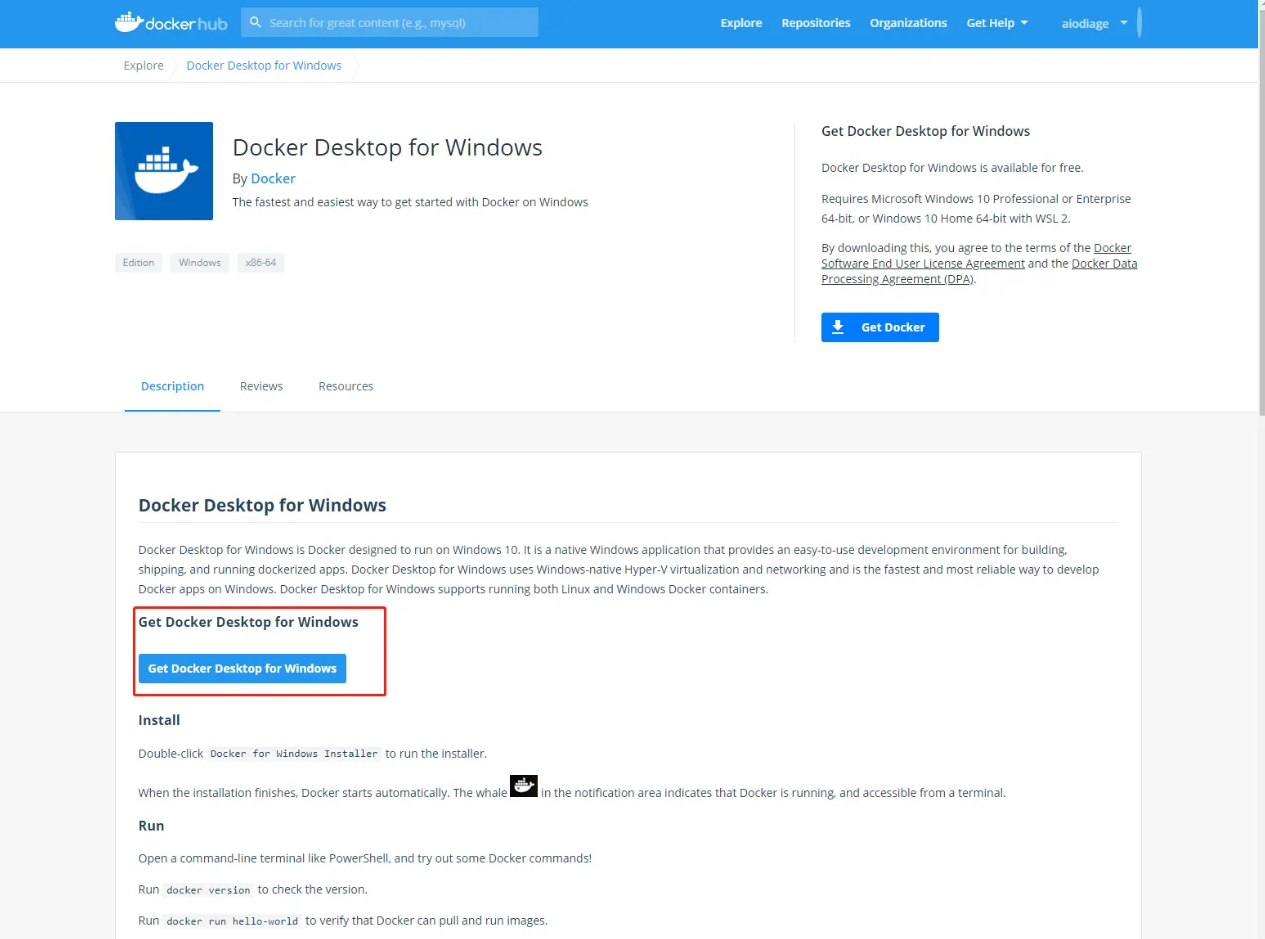 docker hub
Search for great content (e.g., mysql)
Explore
Repositories
Organizations
Get Help
aiodiage
Explore
Docker Desktop for Windows
Docker Desktop for Windows
By Docker
The fastest and easiest way to get started with Docker on Windows
Edition
Windows
x86-64
Get Docker Desktop for Windows
Docker Desktop for Windows is available for free.
Requires Microsoft Windows 10 Professional or Enterprise
64-bit, or Windows 10 Home 64-bit with WSL 2.
By downloading this, you agree to the terms of the Docker
Software End User License Agreement and the Docker Data
Processing Agreement (DPA).
Get Docker
Description
Reviews
Resources
Docker Desktop for Windows
Docker Desktop for Windows is Docker designed to run on Windows 10. It is a native Windows application that provides an easy-to-use development environment for building,
shipping, and running dockerized apps. Docker Desktop for Windows uses Windows-native Hyper-V virtualization and networking and is the fastest and most reliable way to develop
Docker apps on Windows. Docker Desktop for Windows supports running both Linux and Windows Docker containers.
Get Docker Desktop for Windows
Get Docker Desktop for Windows
Install
Double-click Docker for Windows Installer to run the installer.
When the installation finishes, Docker starts automatically. The whale in the notification area indicates that Docker is running, and accessible from a terminal.
Run
Open a command-line terminal like PowerShell, and try out some Docker commands!
Run docker version to check the version.
Run docker run hello-world to verify that Docker can pull and run images.